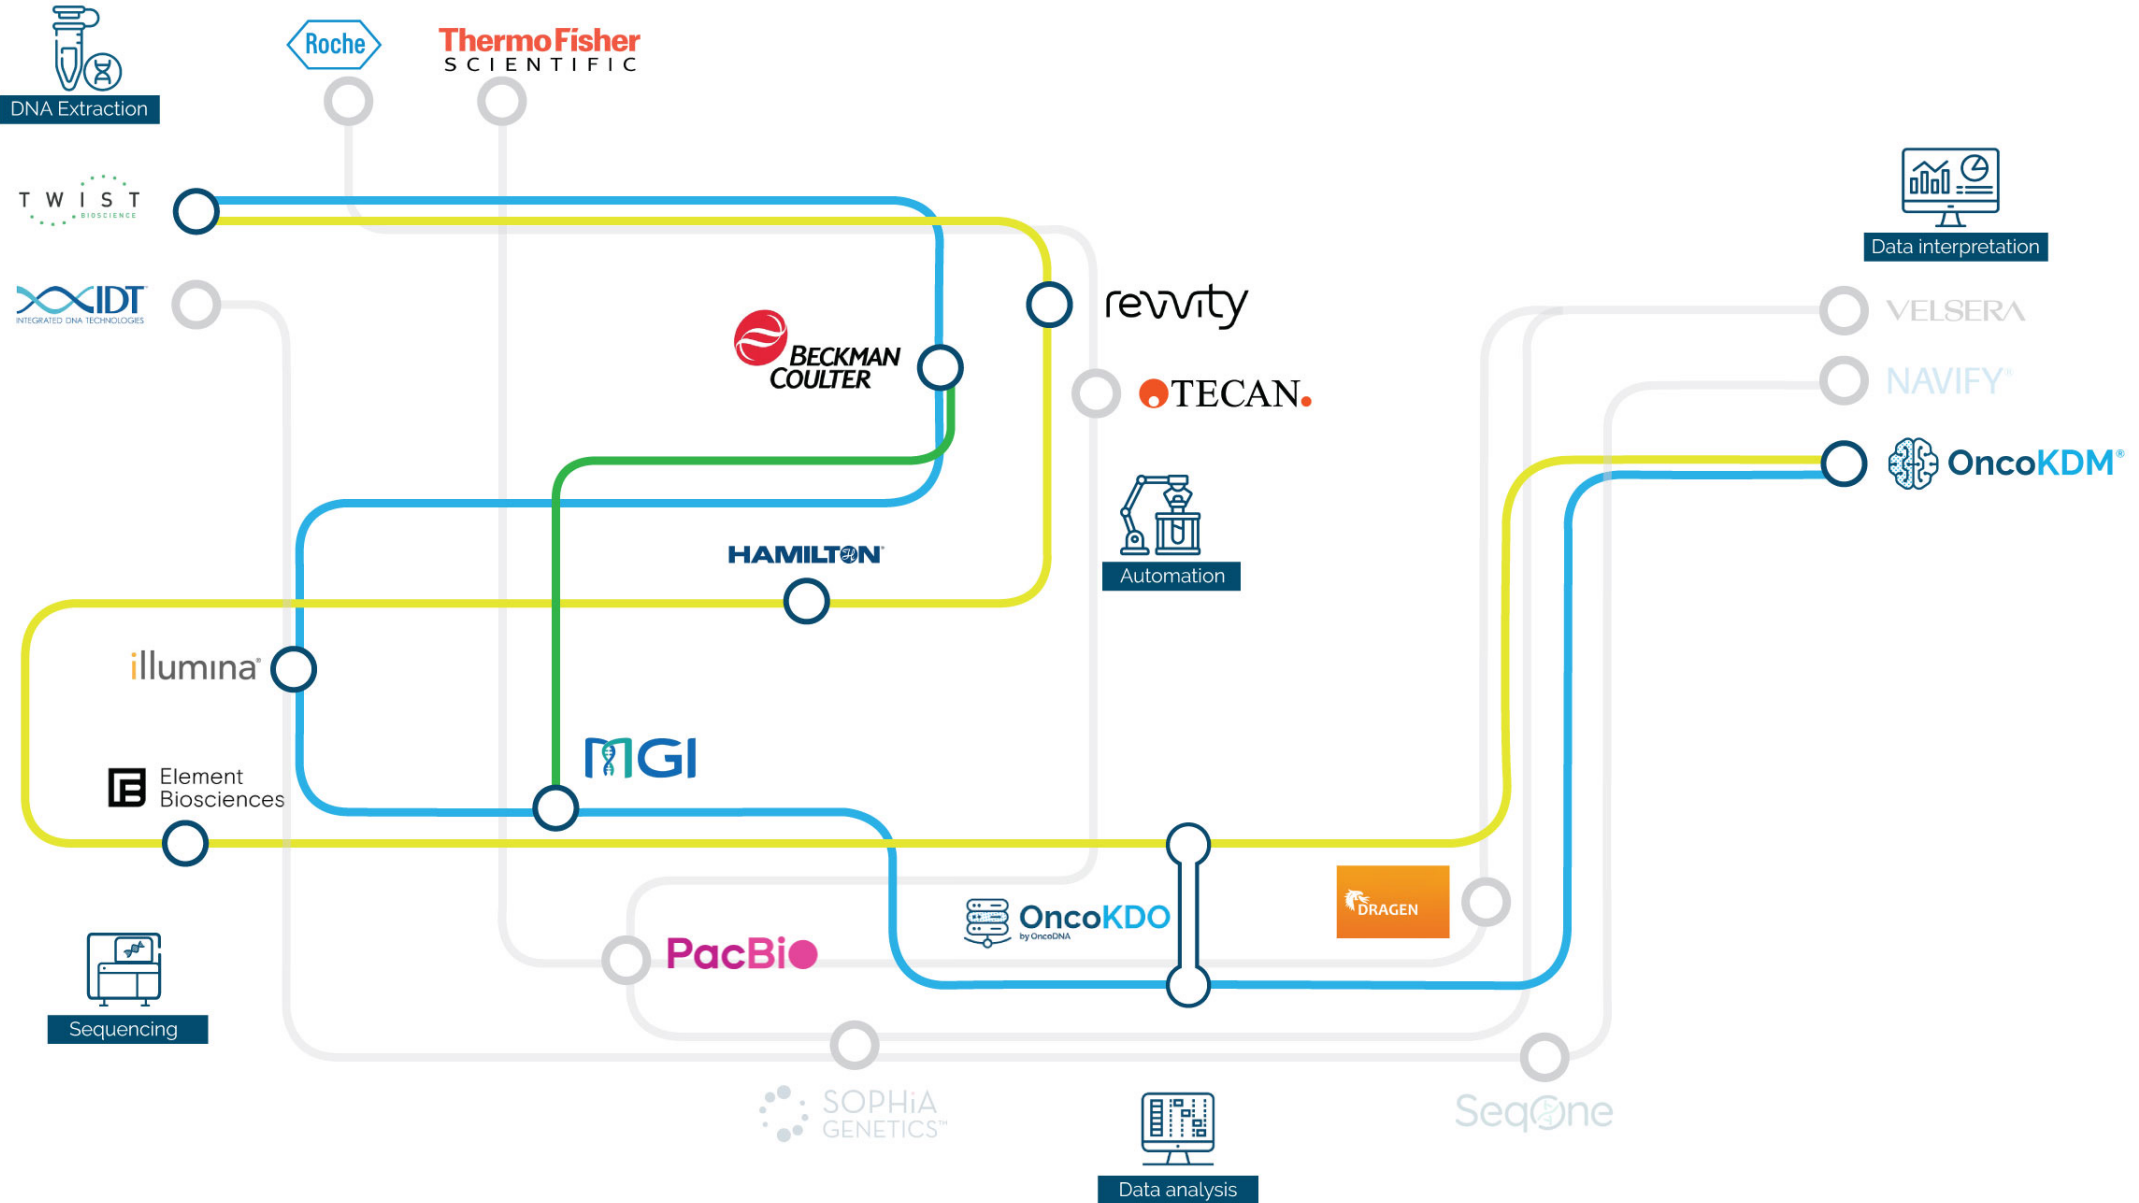 Roche
ThermoFisher
SCIENTIFIC
DNA Extraction
TWIST
BIOSCIENCE
IDT
INTEGRATED DNA TECHNOLOGIES
Data interpretation
revvity
VELSERA
BECKMAN
COULTER
TECAN.
NAVIFY®
OncoKDM®
HAMILTON®
Automation
illumina®
MGI
Element
Biosciences
DRAGEN
OncoKDO
by OncoDNA
PacBio
Sequencing
SOPHiA
GENETICS™
SeqOne
Data analysis